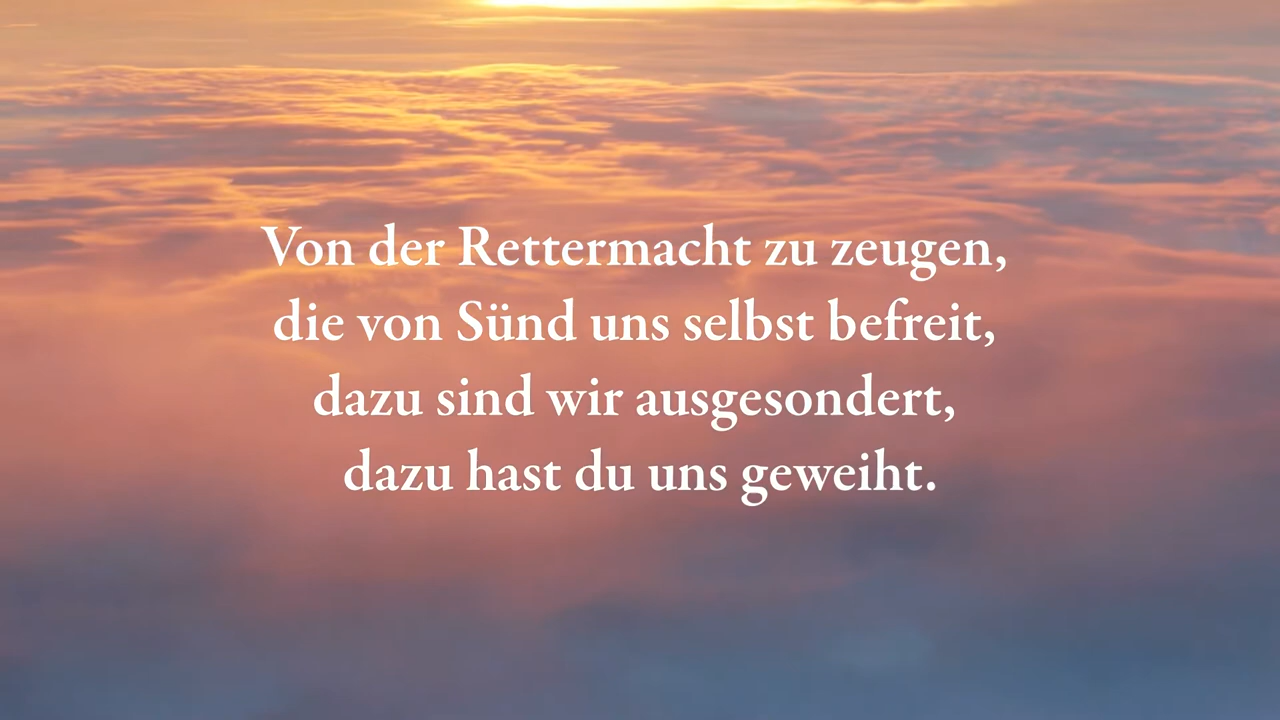 Von der Rettermacht zu zeugen,
die von Sünd uns selbst befreit,
dazu sind wir ausgesondert,
dazu hast du uns geweiht.